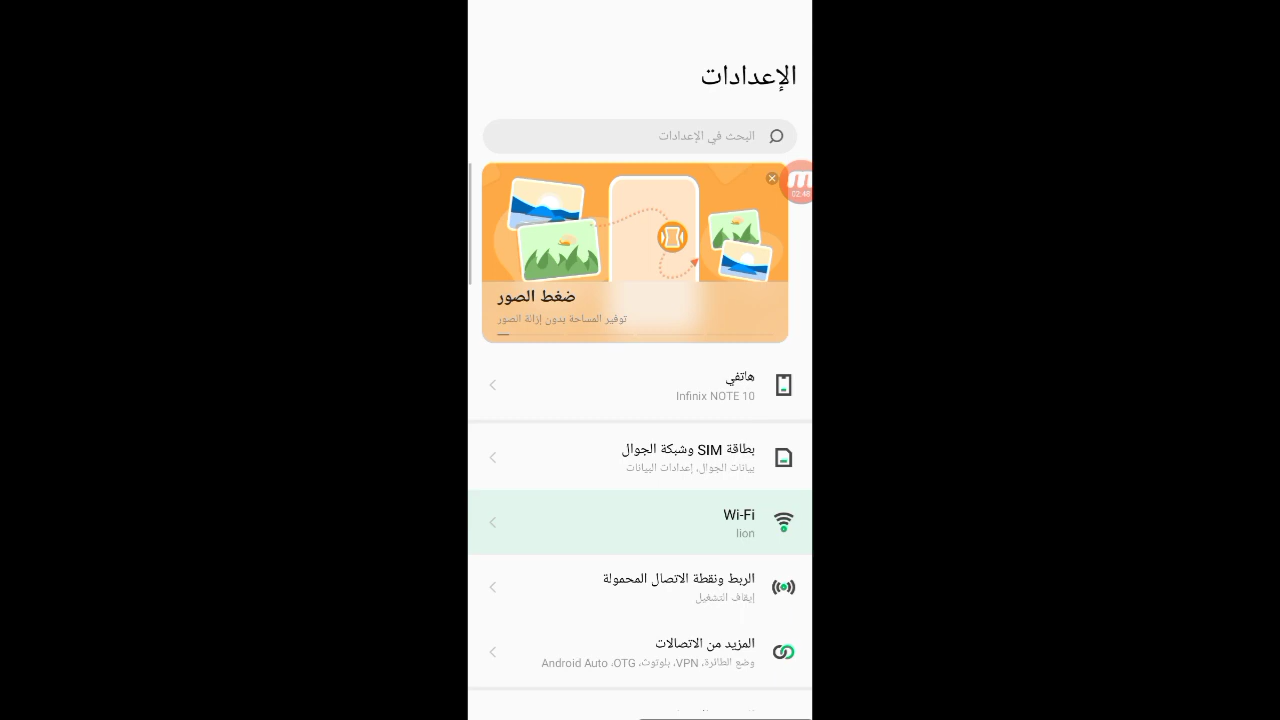 الإعدادات
البحث في الإعدادات
02:48
ضغط الصور
توفير المساحة بدون إزالة الصور
هاتفي
Infinix NOTE 10
بطاقة SIM وشبكة الجوال
بيانات الجوال، إعدادات البيانات
Wi-Fi
lion
الربط ونقطة الاتصال المحمولة
إيقاف التشغيل
المزيد من الاتصالات
وضع الطائرة، VPN، بلوتوث، OTG، Android Auto